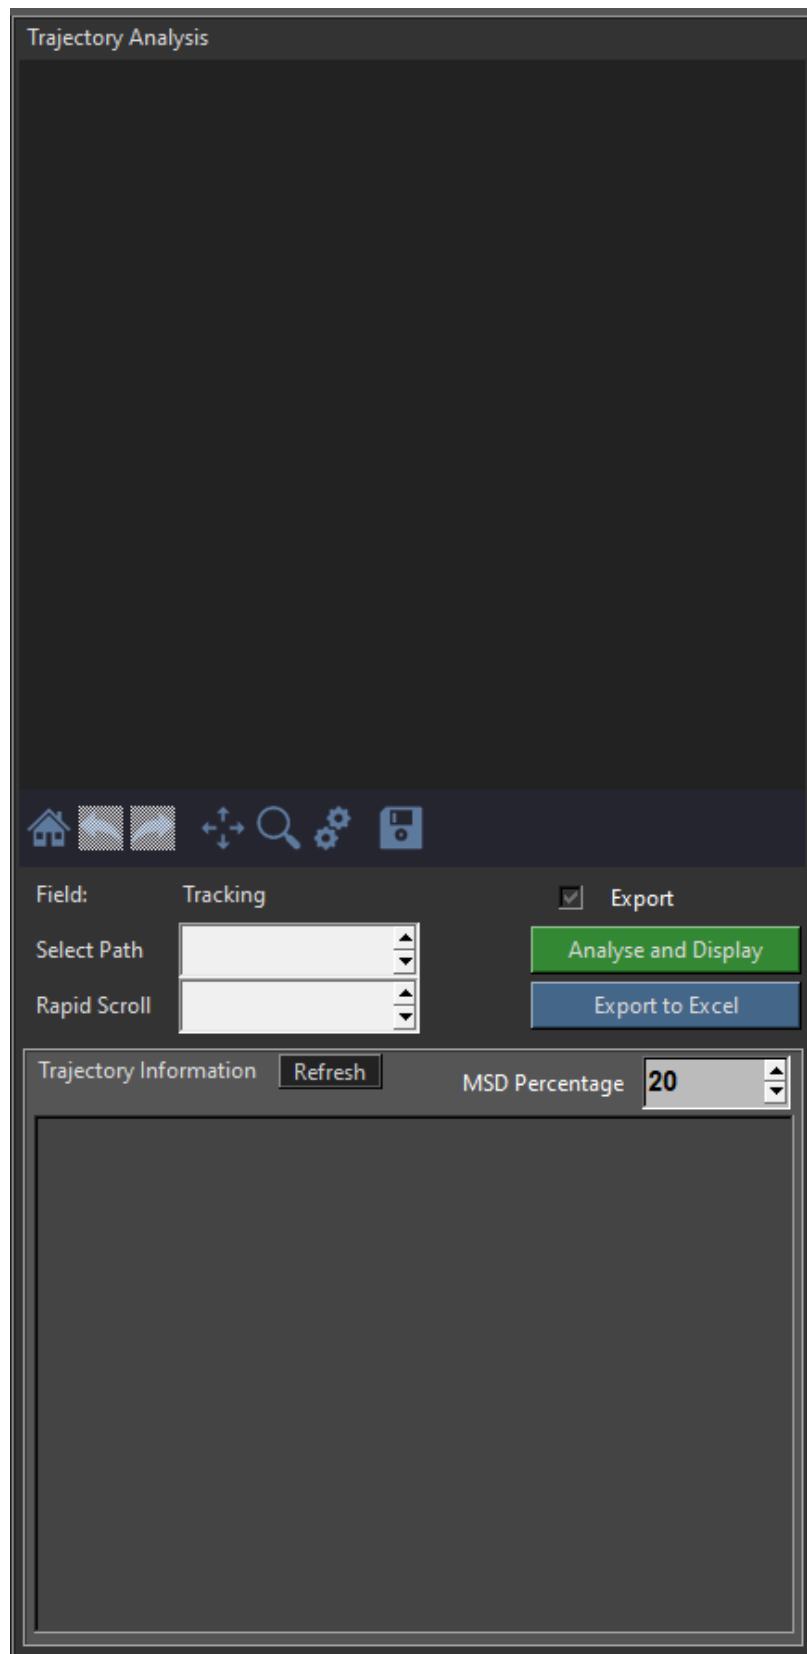 Trajectory Analysis
Field: Tracking Export
Select Path Analyse and Display
Rapid Scroll Export to Excel
Trajectory Information Refresh MSD Percentage 20